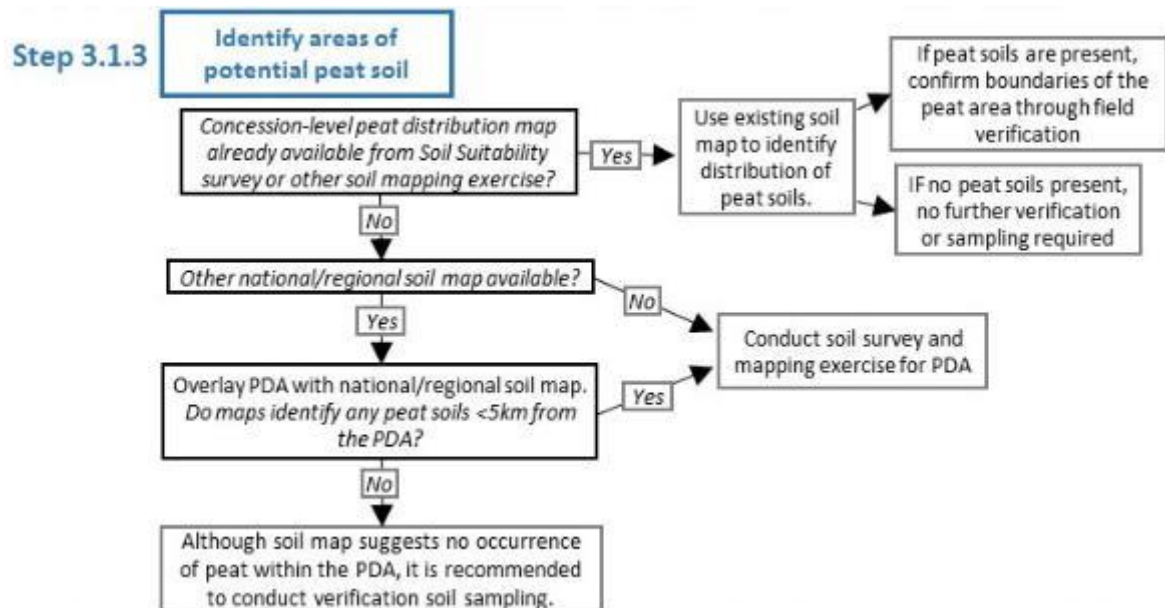 Step 3.1.3
Identify areas of
potential peat soil
Concession-level peat distribution map
already available from Soil Suitability
survey or other soil mapping exercise?
Yes
Use existing soil
map to identify
distribution of
peat soils.
If peat soils are present,
confirm boundaries of the
peat area through field
verification
IF no peat soils present,
no further verification
or sampling required
No
Other national/regional soil map available?
No
Yes
Conduct soil survey and
mapping exercise for PDA
Overlay PDA with national/regional soil map.
Do maps identify any peat soils <5km from
the PDA?
Yes
No
Although soil map suggests no occurrence
of peat within the PDA, it is recommended
to conduct verification soil sampling.